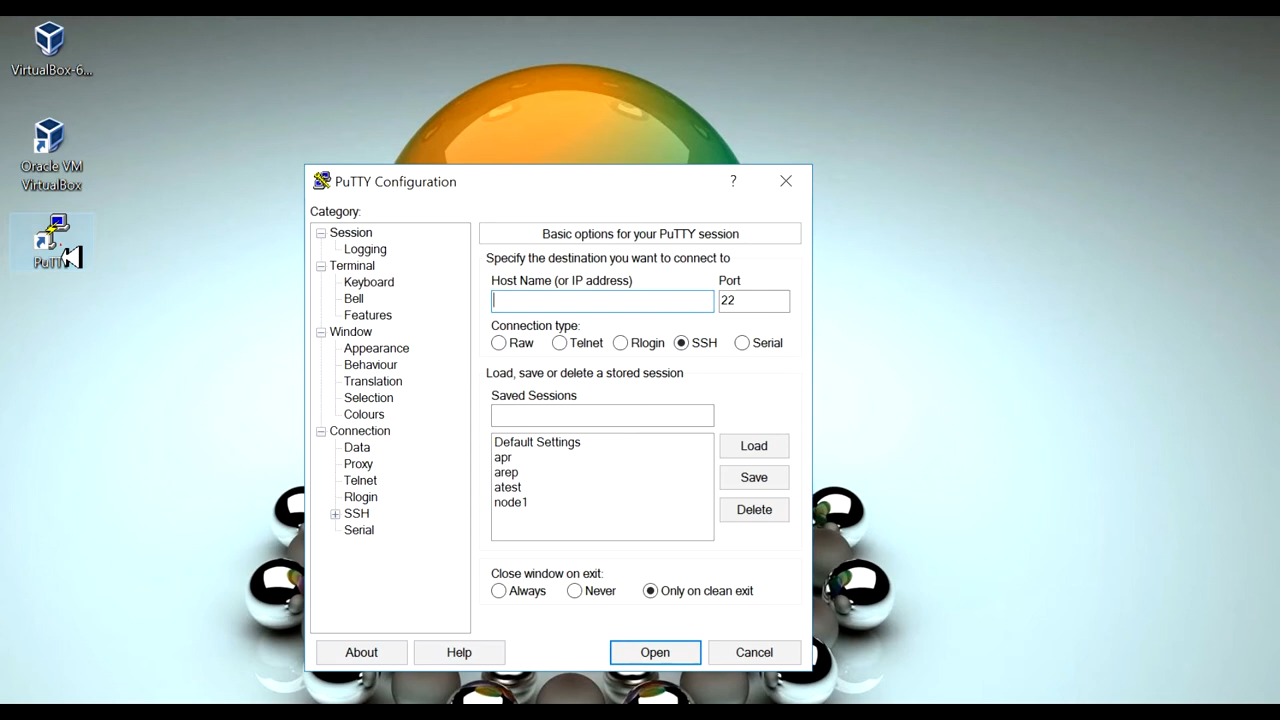 VirtualBox-6...
Oracle VM
VirtualBox
PuTTY
PuTTY Configuration
?
Category:
Session
Logging
Terminal
Keyboard
Bell
Features
Window
Appearance
Behaviour
Translation
Selection
Colours
Connection
Data
Proxy
Telnet
Rlogin
SSH
Serial
Basic options for your PuTTY session
Specify the destination you want to connect to
Host Name (or IP address) Port
22
Connection type:
Raw Telnet Rlogin SSH Serial
Load, save or delete a stored session
Saved Sessions
Default Settings
apr
arep
atest
node1
Load
Save
Delete
Close window on exit:
Always Never Only on clean exit
About Help Open Cancel